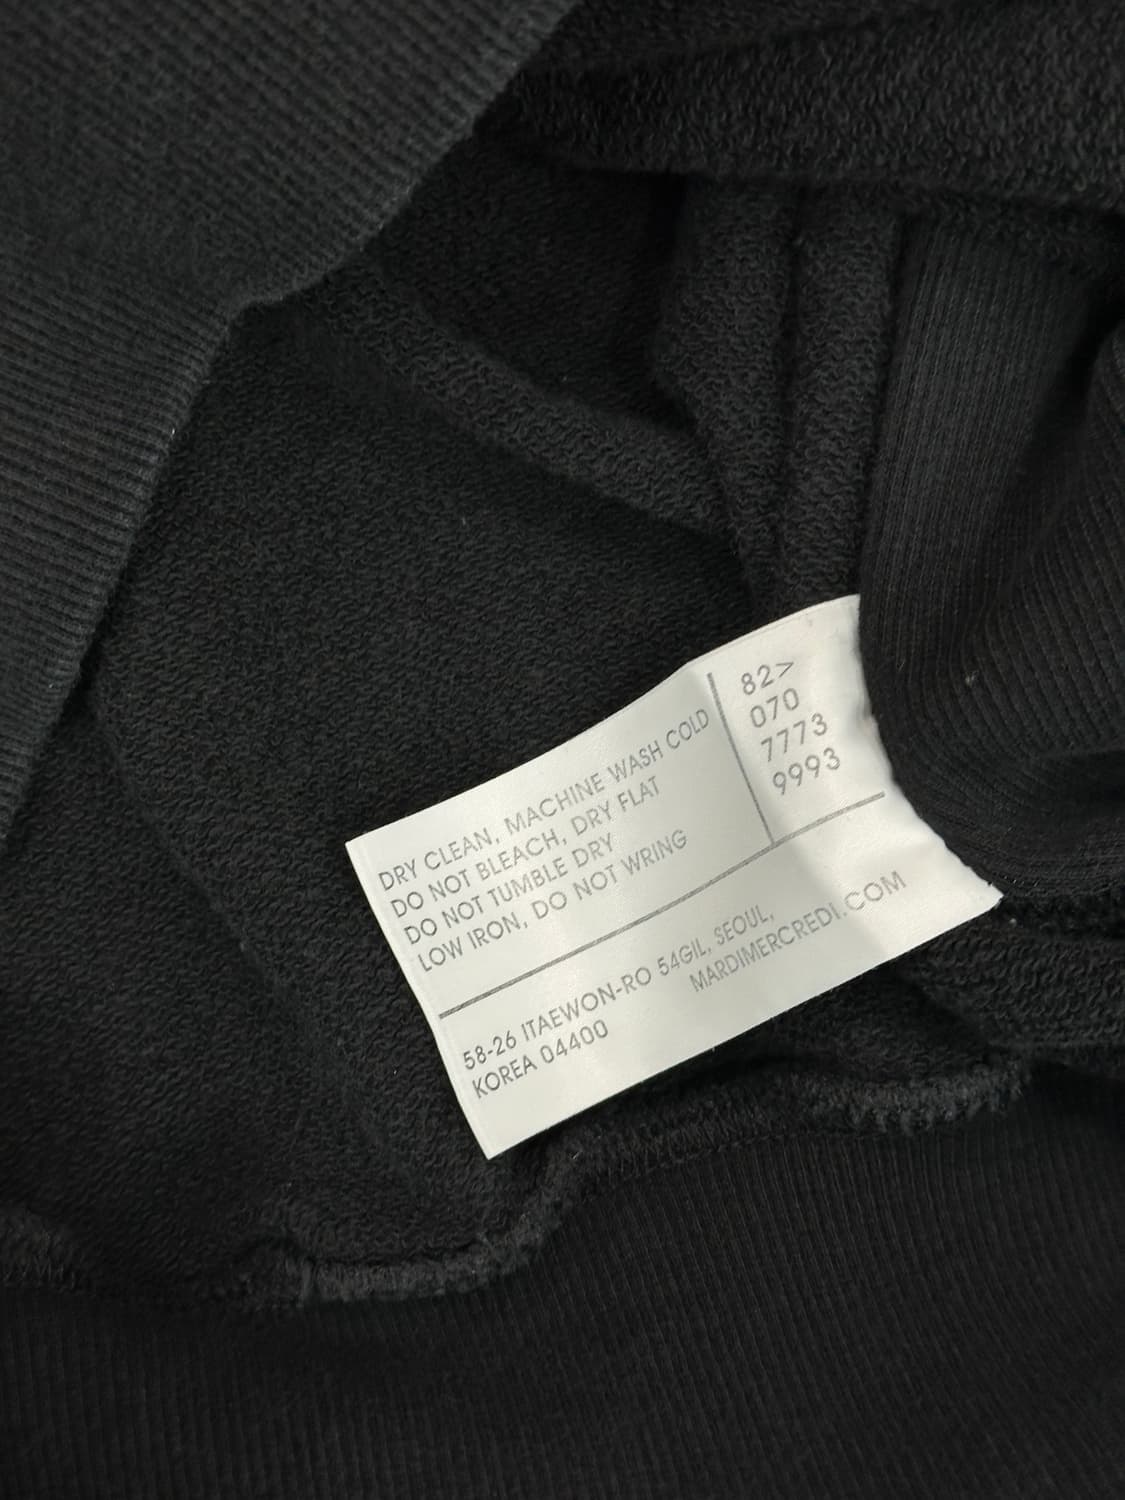 DRY CLEAN, MACHINE WASH COLD
DO NOT BLEACH, DRY FLAT
DO NOT TUMBLE DRY
LOW IRON, DO NOT WRING
82>
070
7773
9993
58-26 ITAEWON-RO 54GIL, SEOUL,
KOREA 04400
MARDIMERCREDI.COM